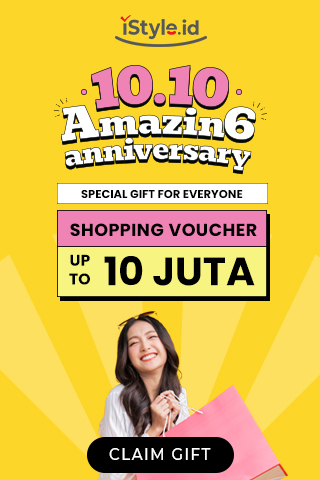 iStyle.id
10.10
Amazin6
anniversary
SPECIAL GIFT FOR EVERYONE
SHOPPING VOUCHER
UP TO 10 JUTA
CLAIM GIFT